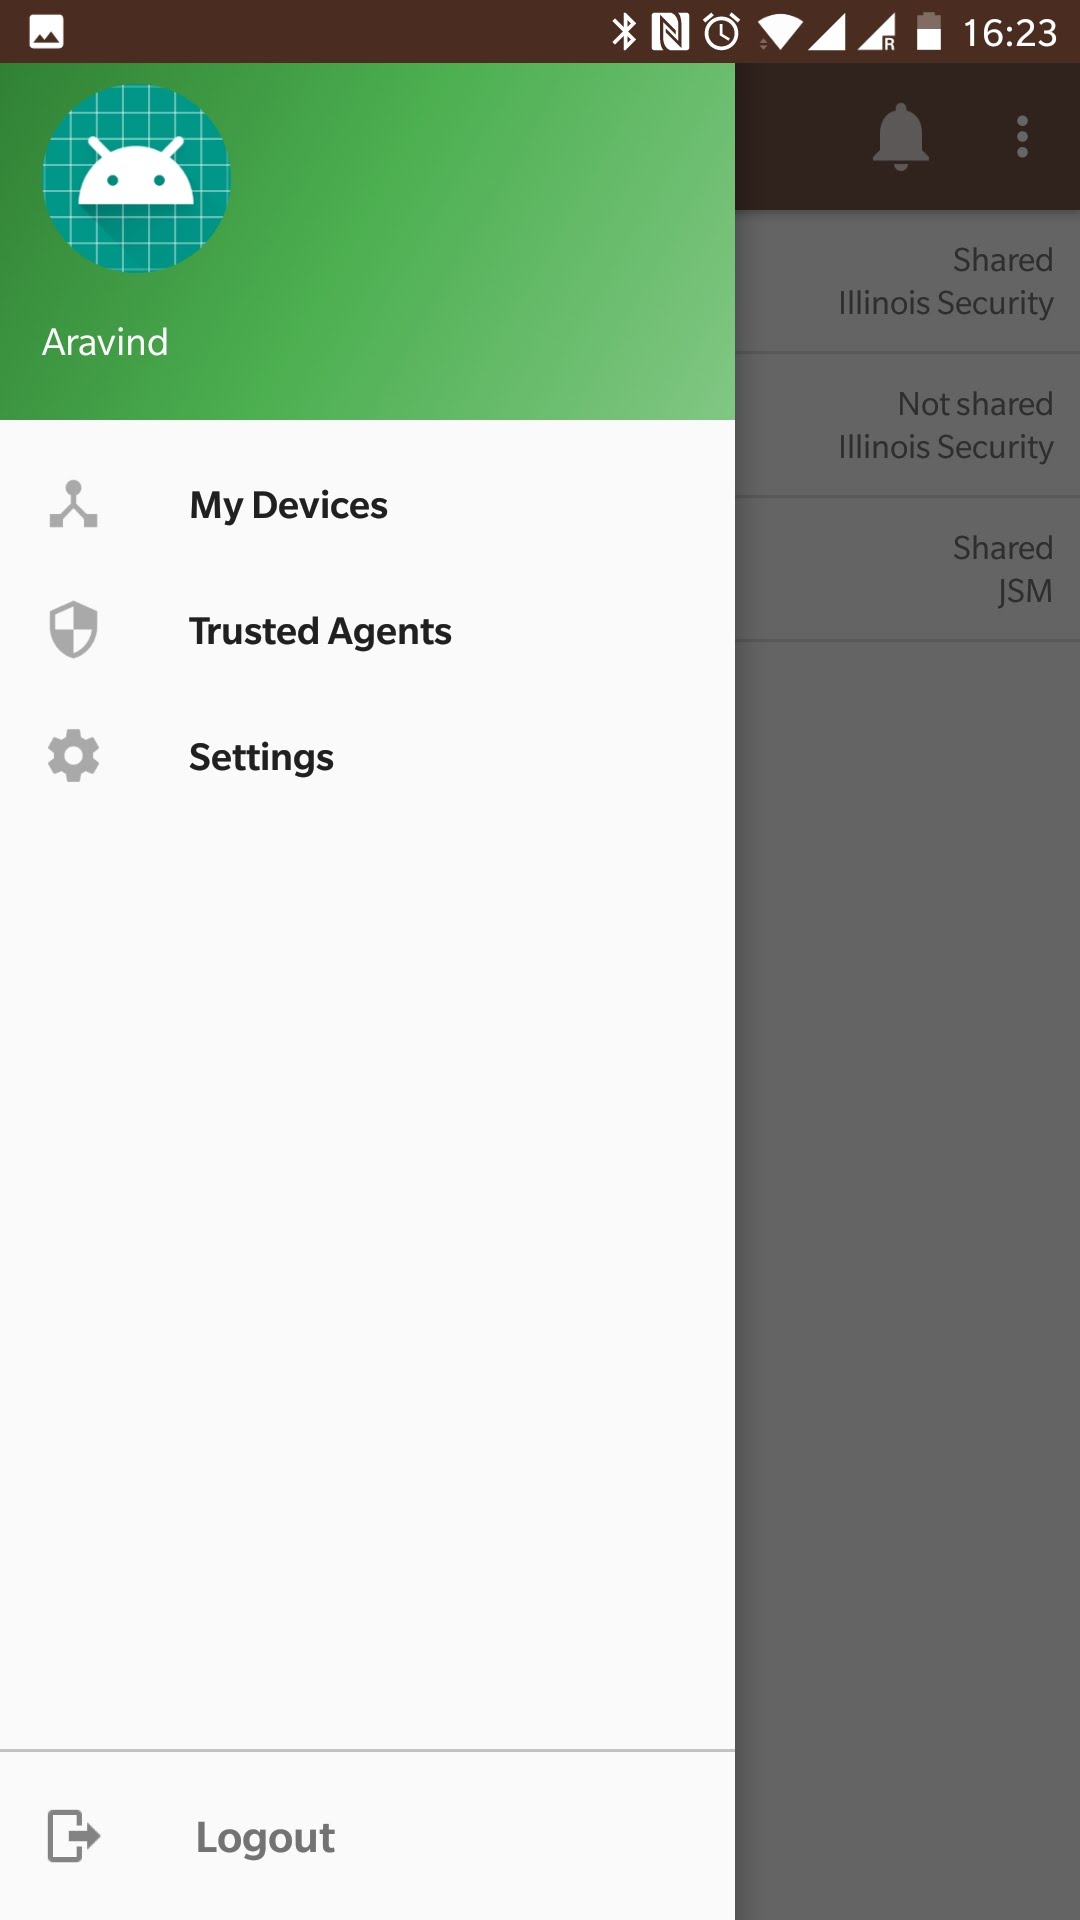 16:23
Aravind
My Devices
Trusted Agents
Settings
Logout
Shared
Illinois Security
Not shared
Illinois Security
Shared
JSM
R